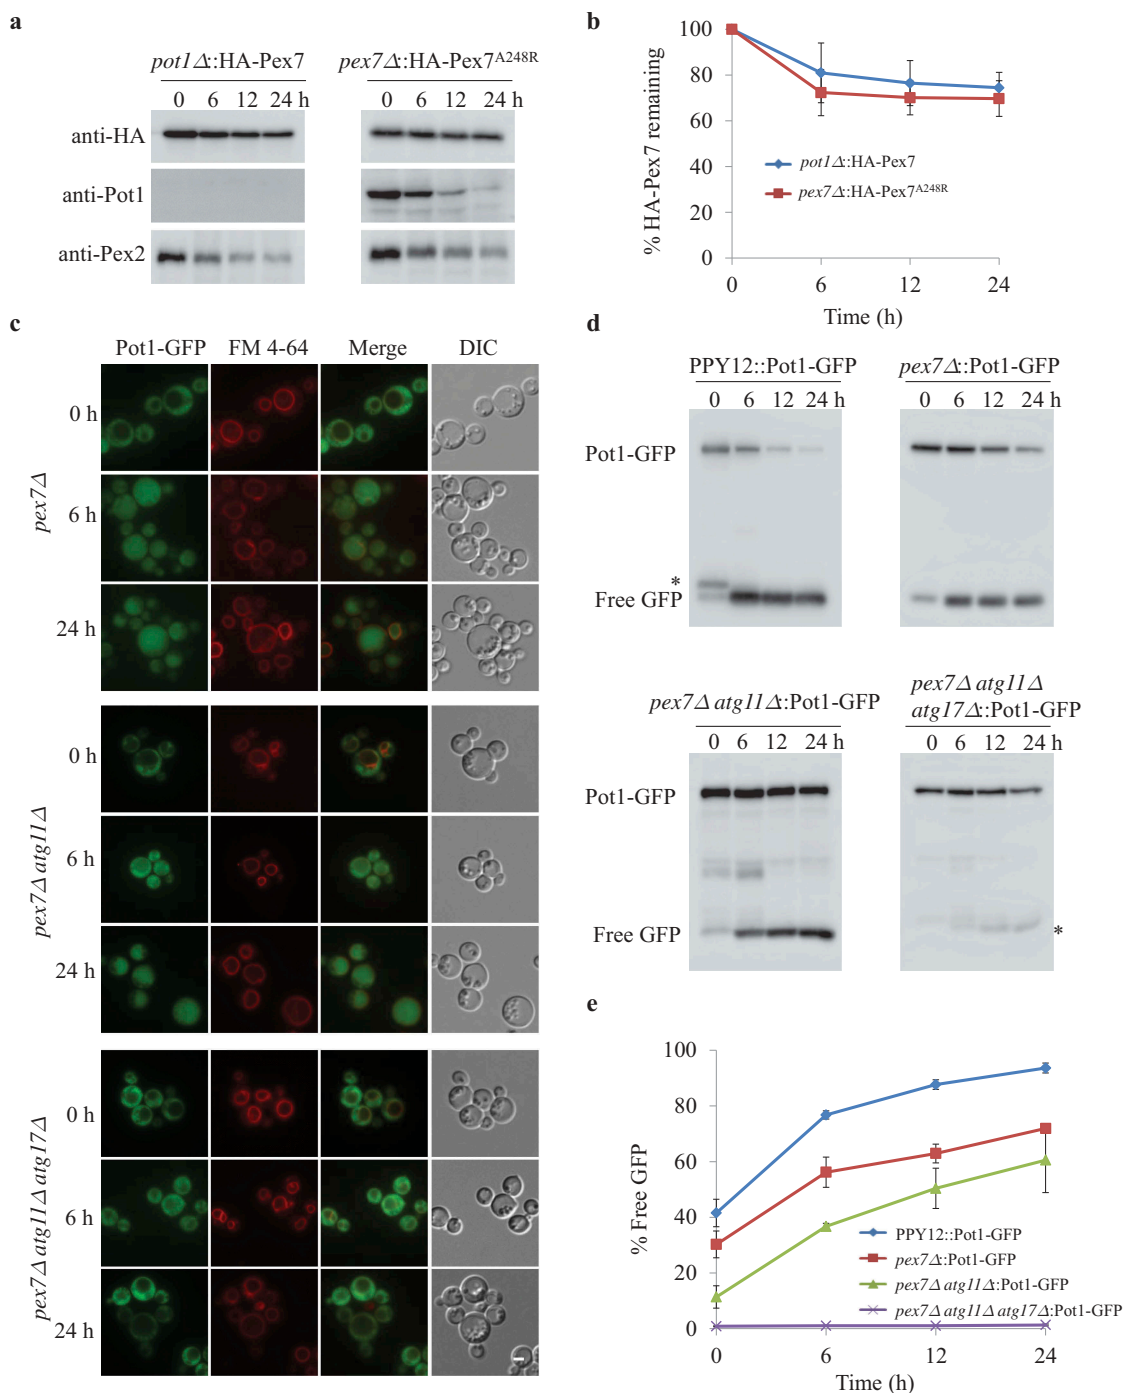 a
pot1Δ::HA-Pex7
pex7Δ::HA-Pex7A248R
0 6 12 24 h
0 6 12 24 h
anti-HA
anti-Pot1
anti-Pex2
b
% HA-Pex7 remaining
100
80
60
40
20
0
pot1Δ::HA-Pex7
pex7Δ::HA-Pex7A248R
0 6 12 24
Time (h)
c
Pot1-GFP FM 4-64 Merge DIC
pex7Δ
0 h
6 h
24 h
pex7Δ atg11Δ
0 h
6 h
24 h
pex7Δ atg11Δ atg17Δ
0 h
6 h
24 h
d
PPY12::Pot1-GFP
0 6 12 24 h
pex7Δ::Pot1-GFP
0 6 12 24 h
Pot1-GFP
*
Free GFP
pex7Δ atg11Δ::Pot1-GFP
0 6 12 24 h
pex7Δ atg11Δ
atg17Δ::Pot1-GFP
0 6 12 24 h
Pot1-GFP
Free GFP
*
e
% Free GFP
100
80
60
40
20
0
PPY12::Pot1-GFP
pex7Δ::Pot1-GFP
pex7Δ atg11Δ::Pot1-GFP
pex7Δ atg11Δ atg17Δ::Pot1-GFP
0 6 12 24
Time (h)